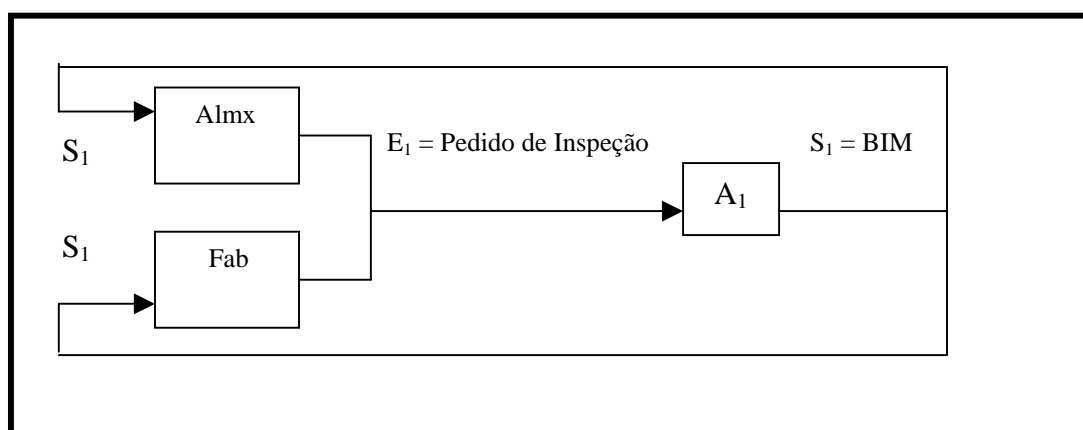 Almx
S₁
E₁ = Pedido de Inspeção
S₁ = BIM
A₁
S₁
Fab